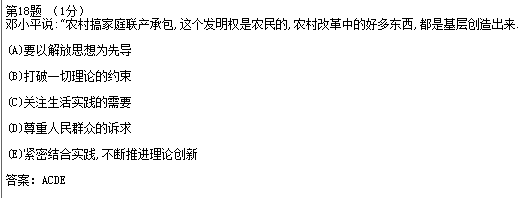 第18题 （1分）
邓小平说:“农村搞家庭联产承包,这个发明权是农民的,农村改革中的好多东西,都是基层创造出来.
(A)要以解放思想为先导
(B)打破一切理论的约束
(C)关注生活实践的需要
(D)尊重人民群众的诉求
(E)紧密结合实践,不断推进理论创新
答案: ACDE